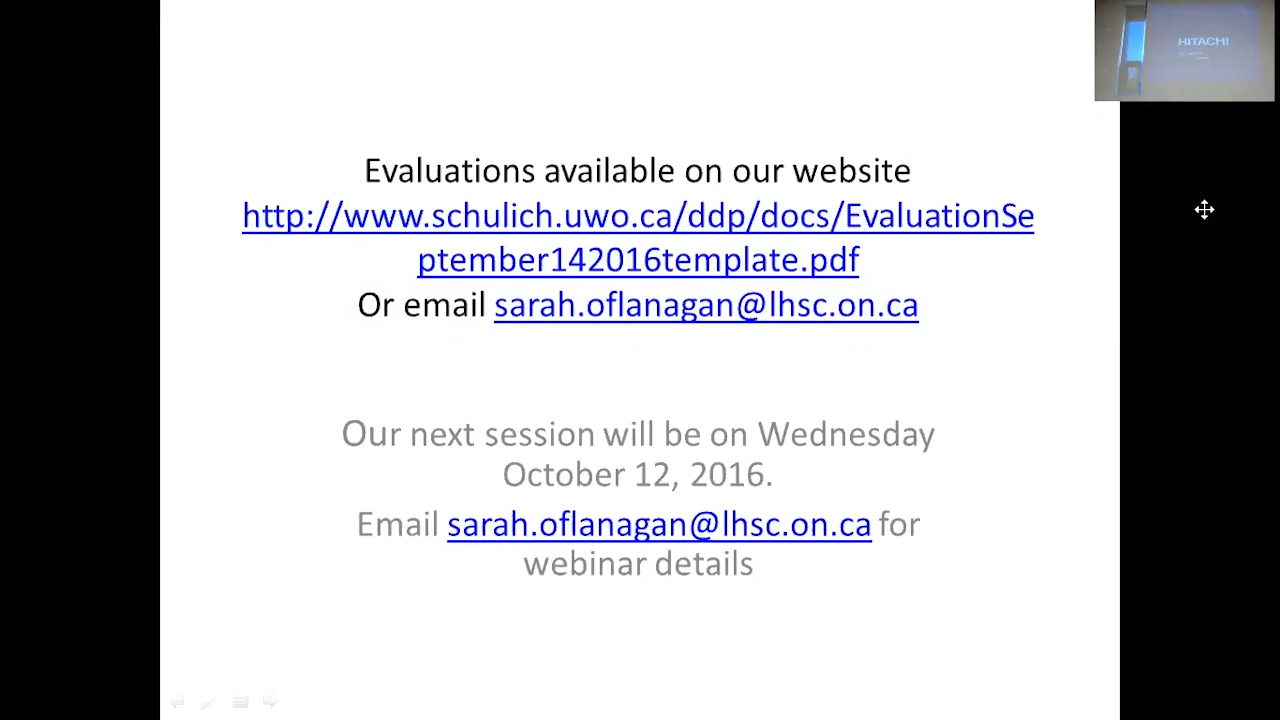 HITACHI
Evaluations available on our website
http://www.schulich.uwo.ca/ddp/docs/EvaluationSe
ptember142016template.pdf
Or email sarah.oflanagan@lhsc.on.ca
Our next session will be on Wednesday
October 12, 2016.
Email sarah.oflanagan@lhsc.on.ca for
webinar details